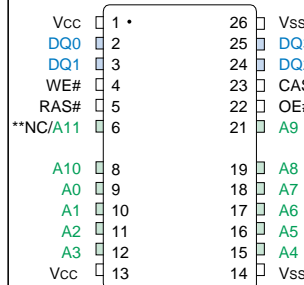 Vcc 1 • 26 Vss
DQ0 2 25
DQ1 3 24
WE# 4 23
RAS# 5 22
**NC/A11 6 21 A9
A10 8 19 A8
A0 9 18 A7
A1 10 17 A6
A2 11 16 A5
A3 12 15 A4
Vcc 13 14 Vss